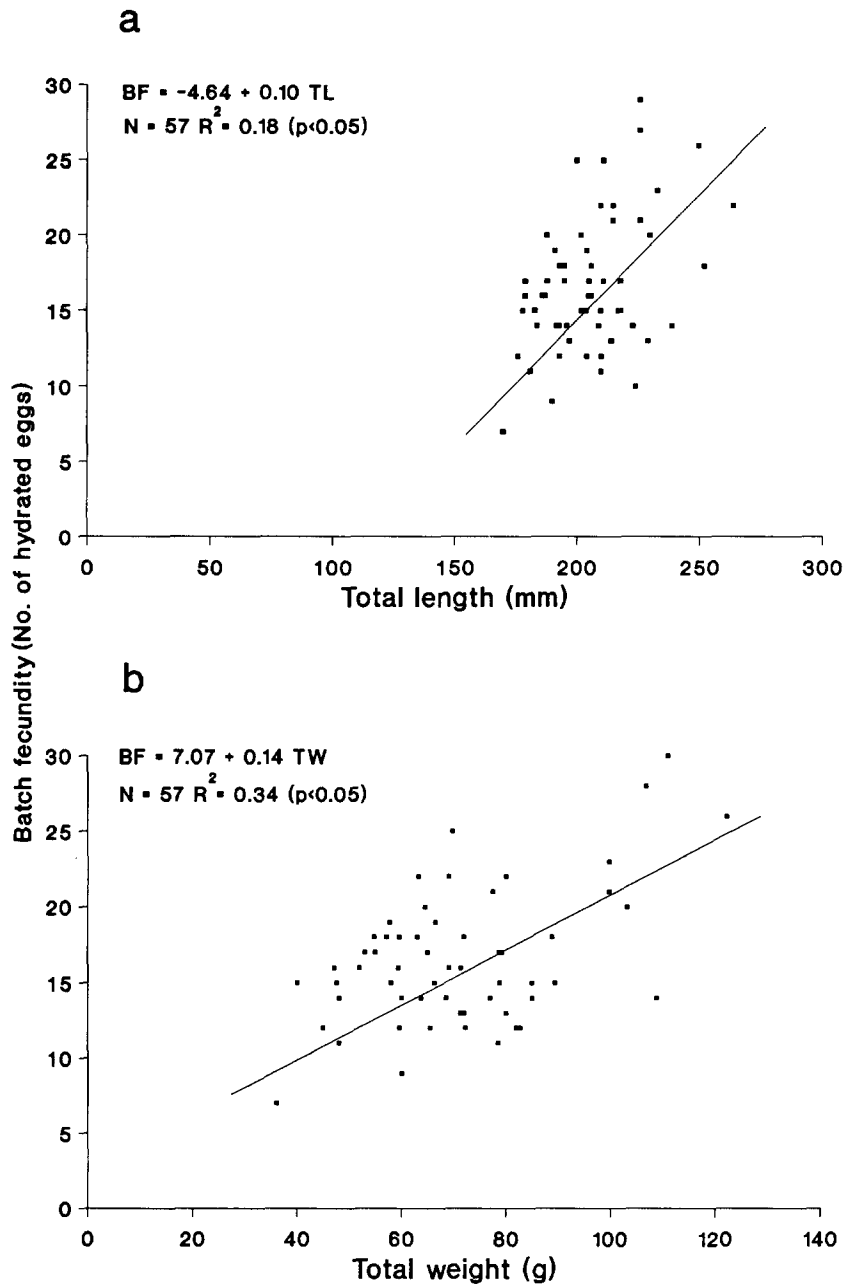 a
BF = -4.64 + 0.10 TL
N = 57 R² = 0.18 (p<0.05)
30
25
20
15
10
5
0
0 50 100 150 200 250 300
Total length (mm)
Batch fecundity (No. of hydrated eggs)
b
BF = 7.07 + 0.14 TW
N = 57 R² = 0.34 (p<0.05)
30
25
20
15
10
5
0
0 20 40 60 80 100 120 140
Total weight (g)